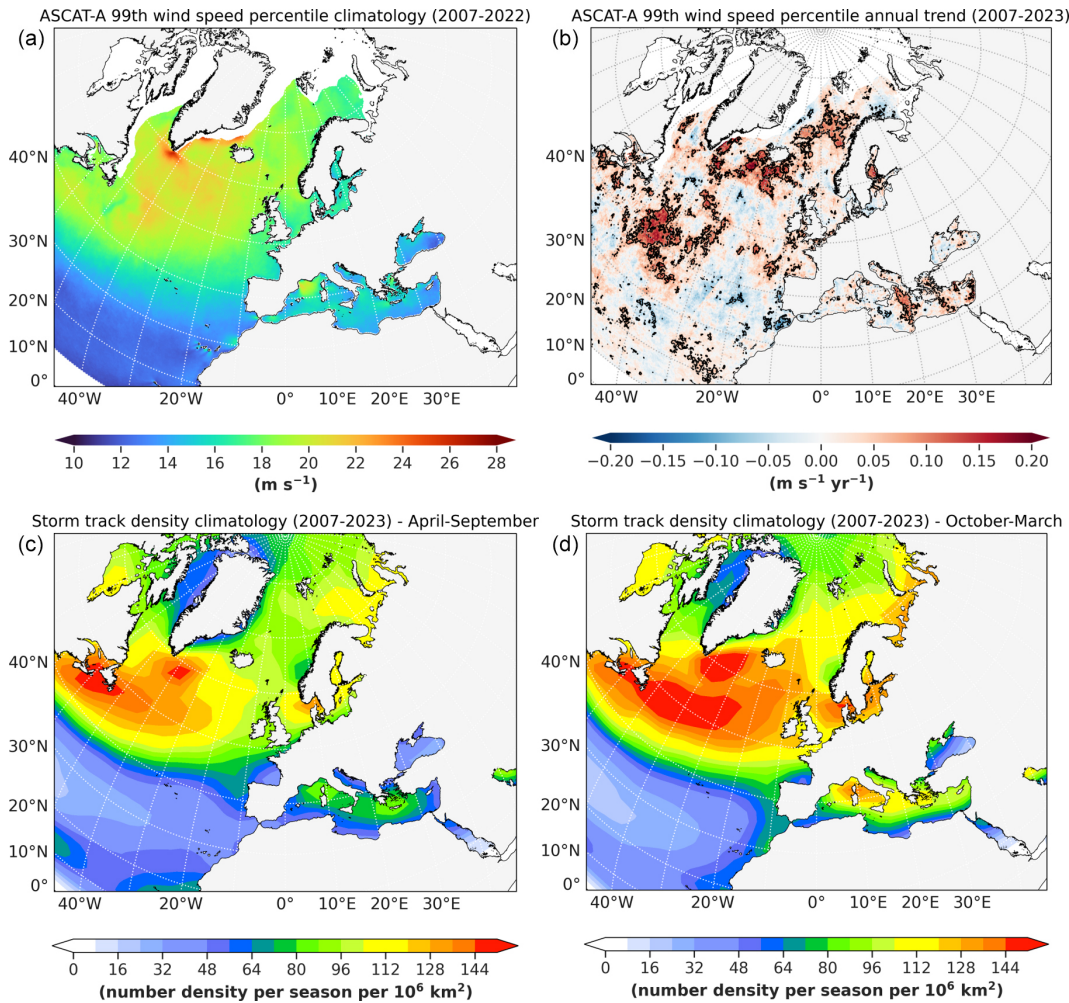 ASCAT-A 99th wind speed percentile climatology (2007-2022)
(a)
40°N
30°N
20°N
10°N
0°
40°W 20°W 0° 10°E 20°E 30°E
10 12 14 16 18 20 22 24 26 28
(m s⁻¹)
ASCAT-A 99th wind speed percentile annual trend (2007-2023)
(b)
40°N
30°N
20°N
10°N
0°
40°W 20°W 0° 10°E 20°E 30°E
−0.20 −0.15 −0.10 −0.05 0.00 0.05 0.10 0.15 0.20
(m s⁻¹ yr⁻¹)
Storm track density climatology (2007-2023) - April-September
(c)
40°N
30°N
20°N
10°N
0°
40°W 20°W 0° 10°E 20°E 30°E
0 16 32 48 64 80 96 112 128 144
(number density per season per 10⁶ km²)
Storm track density climatology (2007-2023) - October-March
(d)
40°N
30°N
20°N
10°N
0°
40°W 20°W 0° 10°E 20°E 30°E
0 16 32 48 64 80 96 112 128 144
(number density per season per 10⁶ km²)